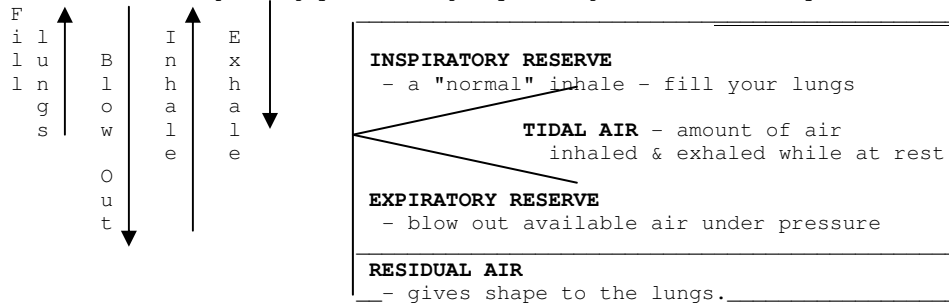 Fill lungs
Blow Out
Inhale
Exhale
INSPIRATORY RESERVE
– a "normal" inhale – fill your lungs
TIDAL AIR – amount of air
inhaled & exhaled while at rest
EXPIRATORY RESERVE
– blow out available air under pressure
RESIDUAL AIR
– gives shape to the lungs.